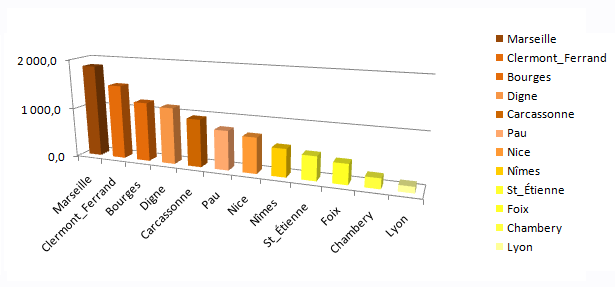 2 000,0
1 000,0
0,0
Marseille
Clermont_Ferrand
Bourges
Digne
Carcassonne
Pau
Nice
Nîmes
St_Étienne
Foix
Chambery
Lyon
Marseille
Clermont_Ferrand
Bourges
Digne
Carcassonne
Pau
Nice
Nîmes
St_Étienne
Foix
Chambery
Lyon